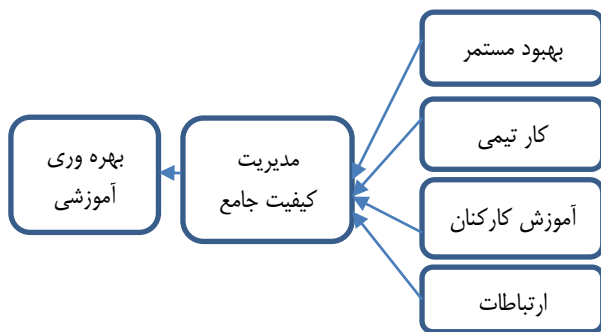 بهبود مستمر
کار تیمی
آموزش کارکنان
ارتباطات
مدیریت
کیفیت جامع
بهره وری
آموزشی